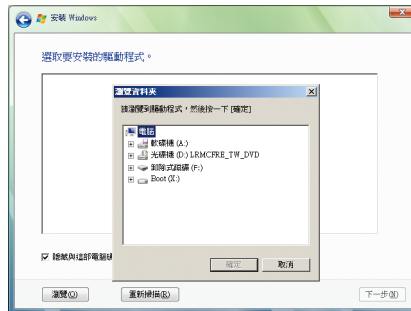 安裝 Windows
選取要安裝的驅動程式。
瀏覽資料夾
請瀏覽到驅動程式，然後按一下 [確定]
電腦
軟碟機 (A:)
光碟機 (D:) LRMCFRE_TW_DVD
卸除式磁碟 (F:)
Boot (X:)
隱藏與這部電腦硬
確定
取消
瀏覽(O)
重新掃描(R)
下一步(N)